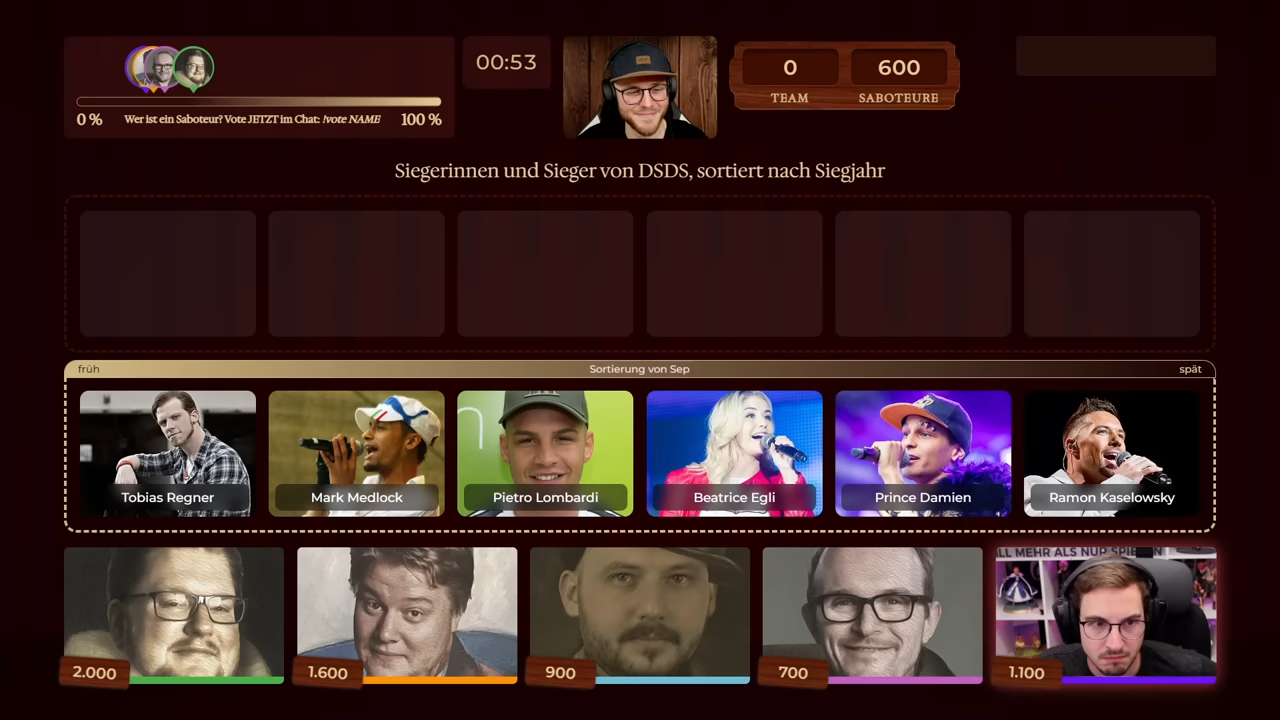 00:53
0
600
TEAM
SABOTEURE
0 %
Wer ist ein Saboteur? Vote JETZT im Chat: !vote NAME
100 %
Siegerinnen und Sieger von DSDS, sortiert nach Siegjahr
früh
Sortierung von Sep
spät
Tobias Regner
Mark Medlock
Pietro Lombardi
Beatrice Egli
Prince Damien
Ramon Kaselowsky
MEHR ALS NUR
2.000
1.600
900
700
1.100